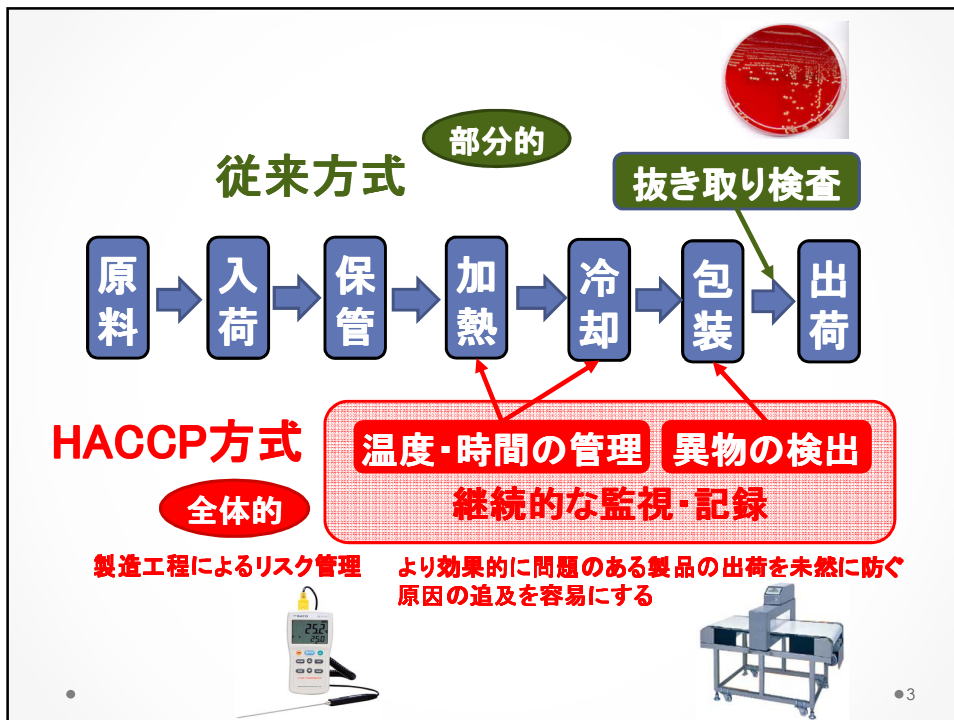 部分的
従来方式
抜き取り検査
原料
入荷
保管
加熱
冷却
包装
出荷
HACCP方式
温度・時間の管理
異物の検出
継続的な監視・記録
全体的
製造工程によるリスク管理
より効果的に問題のある製品の出荷を未然に防ぐ
原因の追及を容易にする
25.2
25.0
3